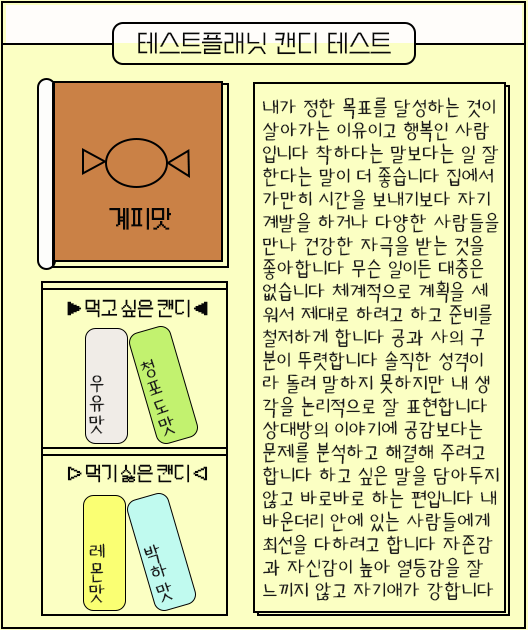 테스트플래닛 캔디 테스트
계피맛
▶먹고 싶은 캔디◀
우유맛
청포도맛
▷먹기 싫은 캔디◁
레몬맛
박하맛
내가 정한 목표를 달성하는 것이
살아가는 이유이고 행복인 사람
입니다 착하다는 말보다는 일 잘
한다는 말이 더 좋습니다 집에서
가만히 시간을 보내기보다 자기
계발을 하거나 다양한 사람들을
만나 건강한 자극을 받는 것을
좋아합니다 무슨 일이든 대충은
없습니다 체계적으로 계획을 세
워서 제대로 하려고 하고 준비를
철저하게 합니다 공과 사의 구
분이 뚜렷합니다 솔직한 성격이
라 돌려 말하지 못하지만 내 생
각을 논리적으로 잘 표현합니다
상대방의 이야기에 공감보다는
문제를 분석하고 해결해 주려고
합니다 하고 싶은 말을 담아두지
않고 바로바로 하는 편입니다 내
바운더리 안에 있는 사람들에게
최선을 다하려고 합니다 자존감
과 자신감이 높아 열등감을 잘
느끼지 않고 자기애가 강합니다